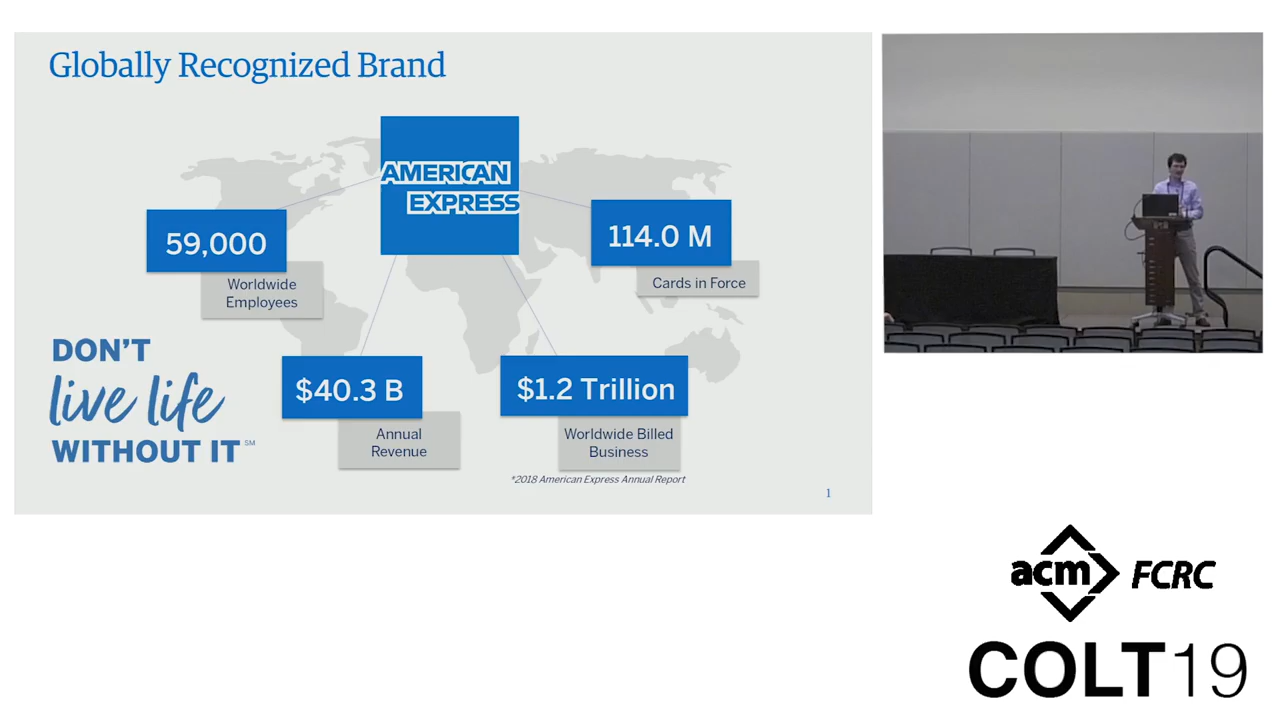 Globally Recognized Brand
AMERICAN
EXPRESS
59,000
Worldwide
Employees
114.0 M
Cards in Force
DON'T
live life
WITHOUT IT℠
$40.3 B
Annual
Revenue
$1.2 Trillion
Worldwide Billed
Business
*2018 American Express Annual Report
1
acm FCRC
COLT19